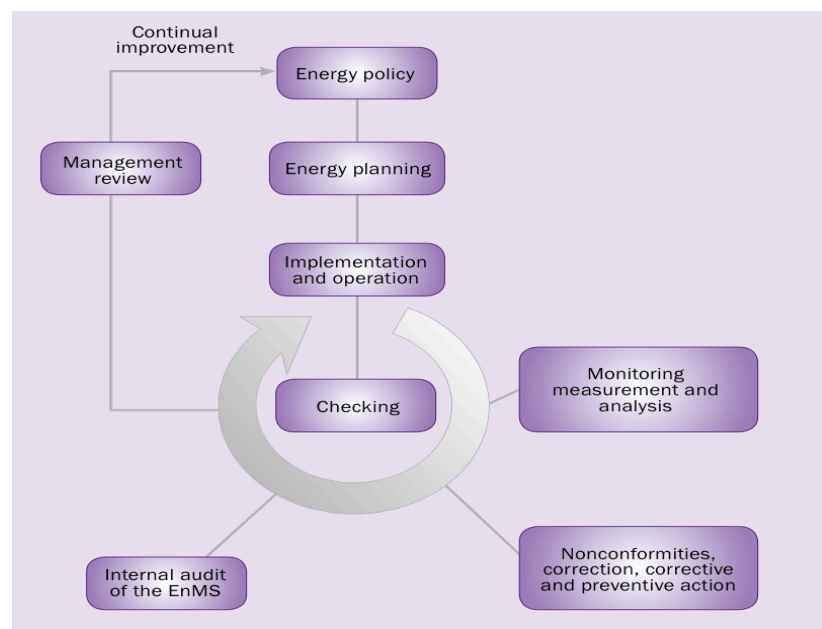 Continual
improvement
Energy policy
Management
review
Energy planning
Implementation
and operation
Checking
Monitoring
measurement and
analysis
Internal audit
of the EnMS
Nonconformities,
correction, corrective
and preventive action